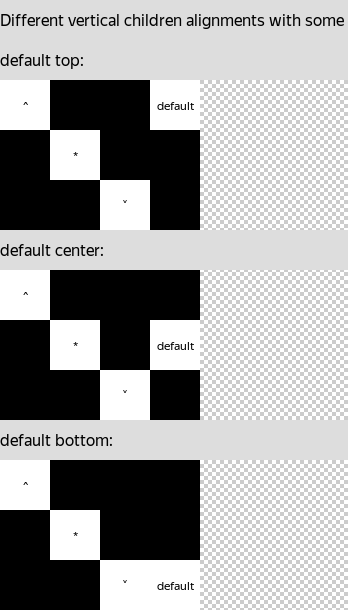 Different vertical children alignments with some
default top:
^ default
*
˅
default center:
^
* default
˅
default bottom:
^
*
˅ default